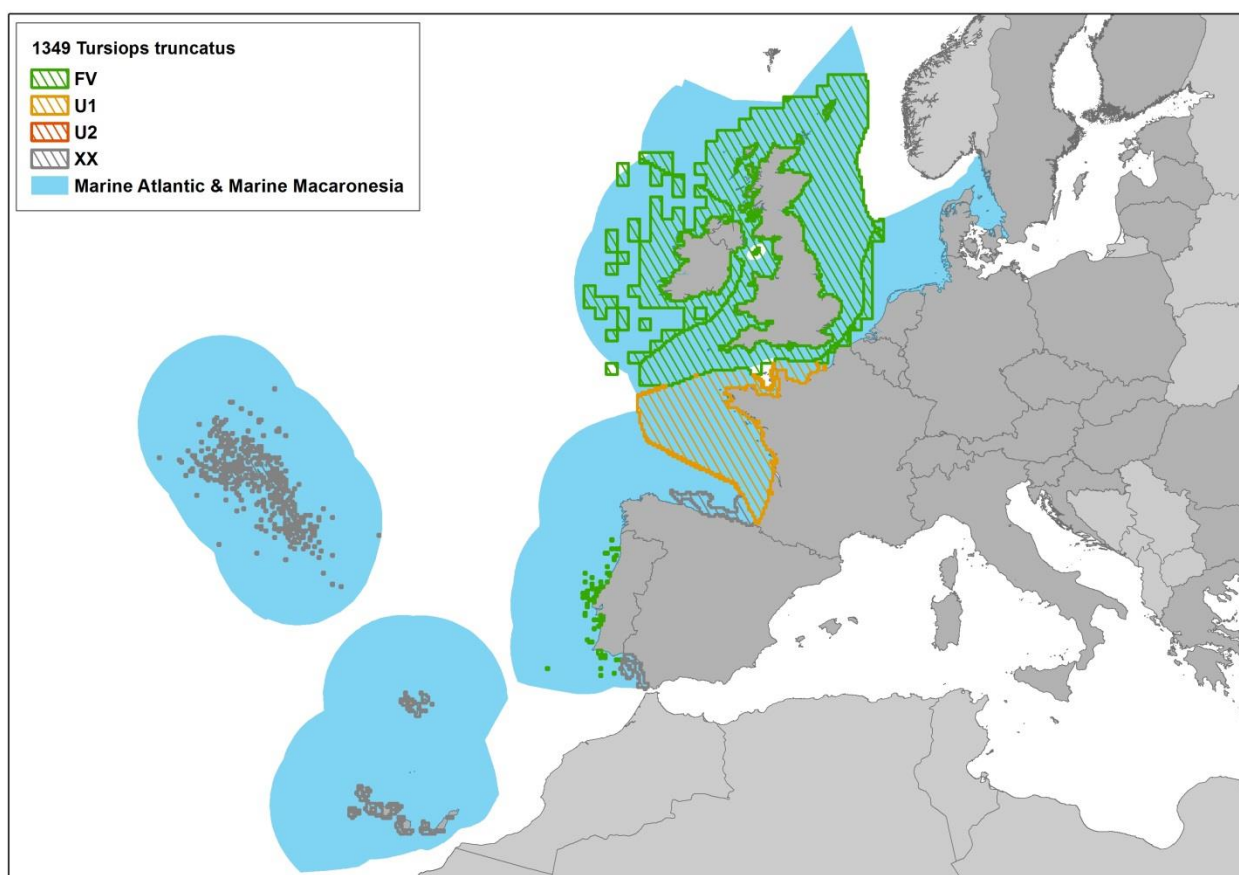 1349 Tursiops truncatus
FV
U1
U2
XX
Marine Atlantic & Marine Macaronesia